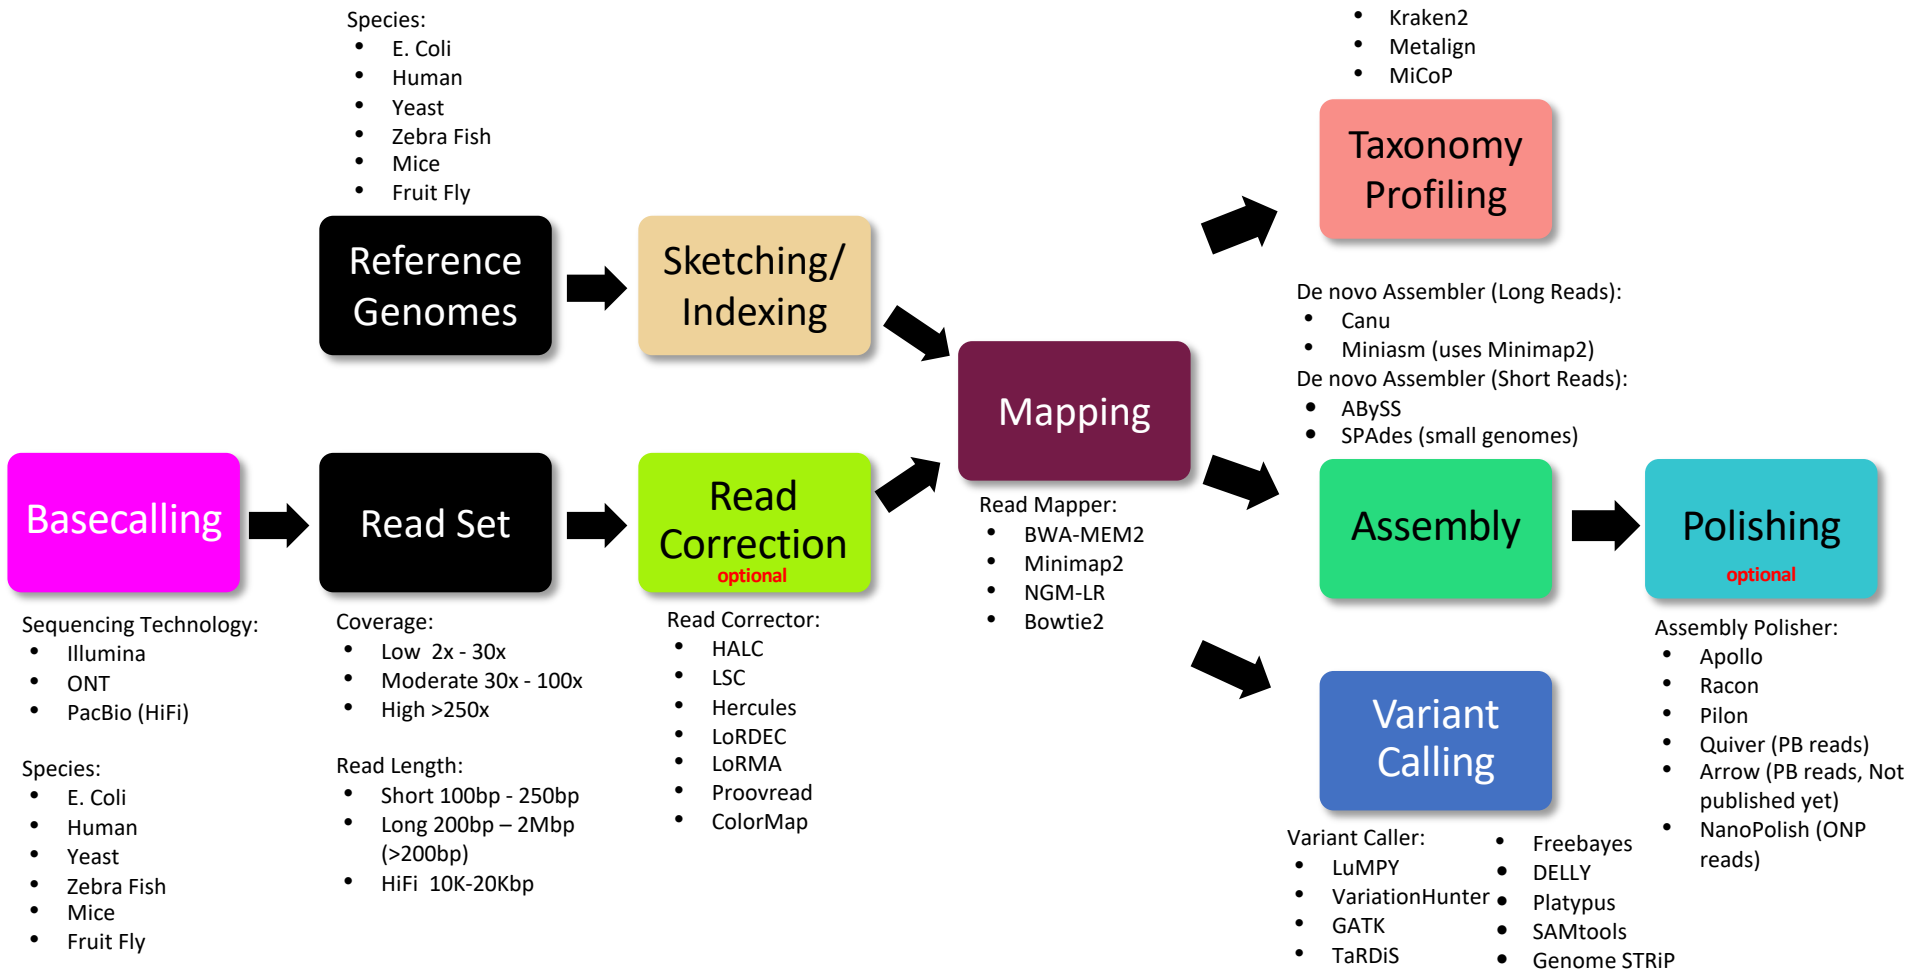 Species:
• E. Coli
• Human
• Yeast
• Zebra Fish
• Mice
• Fruit Fly
Reference
Genomes
Sketching/
Indexing
• Kraken2
• Metalign
• MiCoP
Taxonomy
Profiling
Basecalling
Sequencing Technology:
• Illumina
• ONT
• PacBio (HiFi)
Species:
• E. Coli
• Human
• Yeast
• Zebra Fish
• Mice
• Fruit Fly
Read Set
Coverage:
• Low 2x - 30x
• Moderate 30x - 100x
• High >250x
Read Length:
• Short 100bp - 250bp
• Long 200bp – 2Mbp
(>200bp)
• HiFi 10K-20Kbp
Read
Correction
optional
Read Corrector:
• HALC
• LSC
• Hercules
• LoRDEC
• LoRMA
• Proovread
• ColorMap
Mapping
Read Mapper:
• BWA-MEM2
• Minimap2
• NGM-LR
• Bowtie2
De novo Assembler (Long Reads):
• Canu
• Miniasm (uses Minimap2)
De novo Assembler (Short Reads):
• ABySS
• SPAdes (small genomes)
Assembly
Polishing
optional
Assembly Polisher:
• Apollo
• Racon
• Pilon
• Quiver (PB reads)
• Arrow (PB reads, Not
published yet)
• NanoPolish (ONP
reads)
Variant
Calling
Variant Caller:
• LuMPY
• VariationHunter
• GATK
• TaRDiS
• Freebayes
• DELLY
• Platypus
• SAMtools
• Genome STRiP